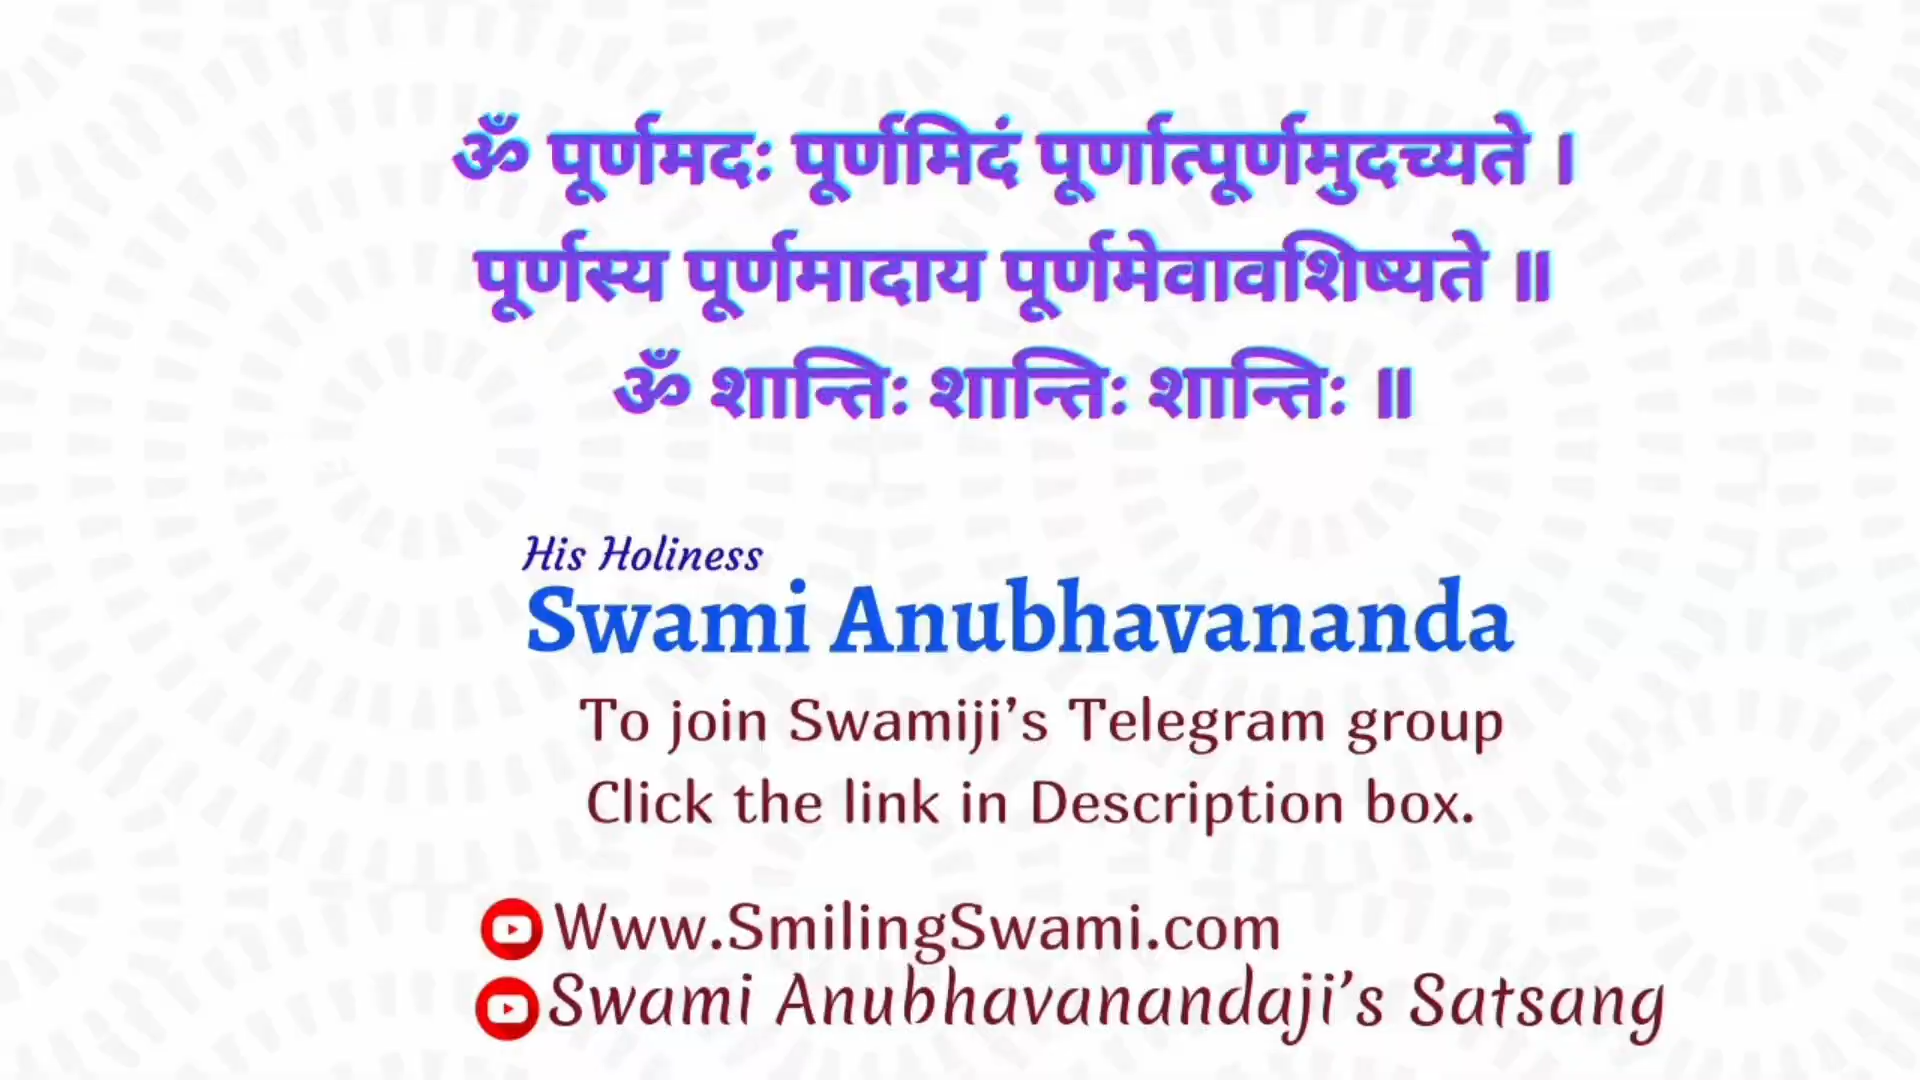 ॐ पूर्णमदः पूर्णमिदं पूर्णात्पूर्णमुदच्यते ।
पूर्णस्य पूर्णमादाय पूर्णमेवावशिष्यते ॥
ॐ शान्तिः शान्तिः शान्तिः ॥
His Holiness
Swami Anubhavananda
To join Swamiji’s Telegram group
Click the link in Description box.
Www.SmilingSwami.com
Swami Anubhavanandaji’s Satsang